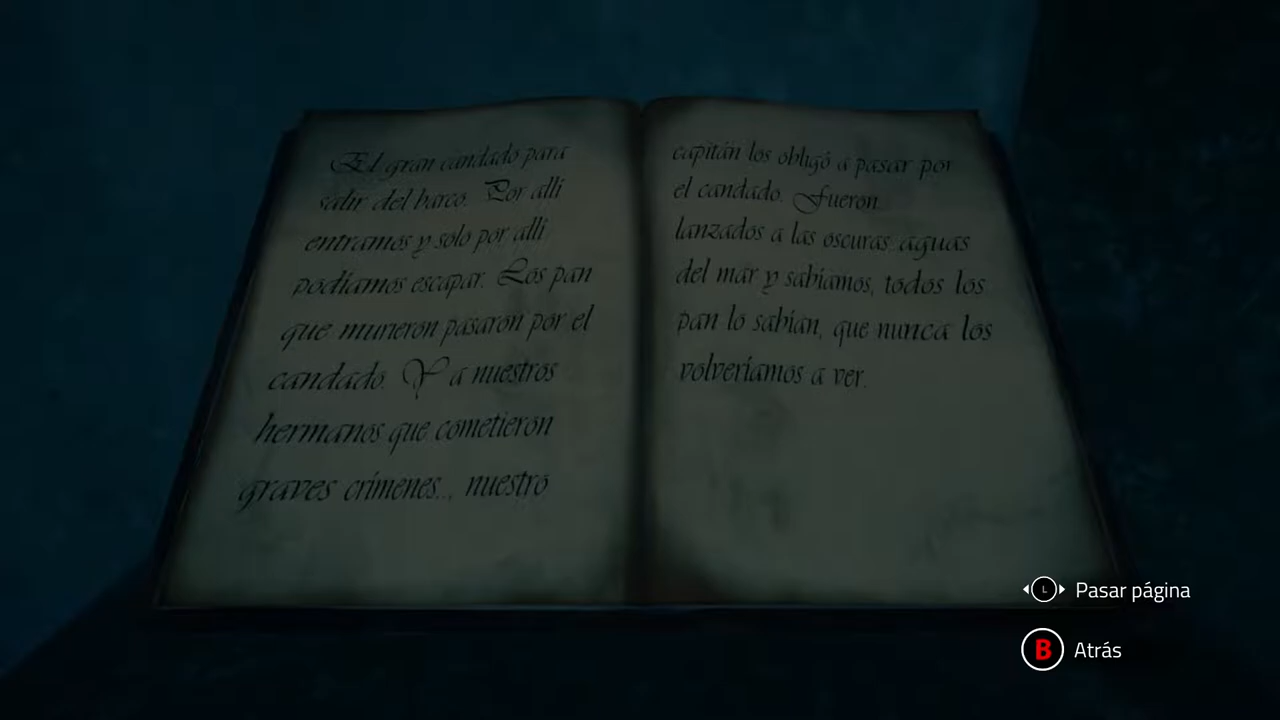 El gran candado para
salir del barco. Por allí
entramos y sólo por allí
podíamos escapar. Los pan
que murieron pasaron por el
candado. Y a nuestros
hermanos que cometieron
graves crímenes..., nuestro
capitán los obligó a pasar por
el candado. Fueron
lanzados a las oscuras aguas
del mar y sabíamos, todos los
pan lo sabían, que nunca los
volveríamos a ver.
L Pasar página
B Atrás